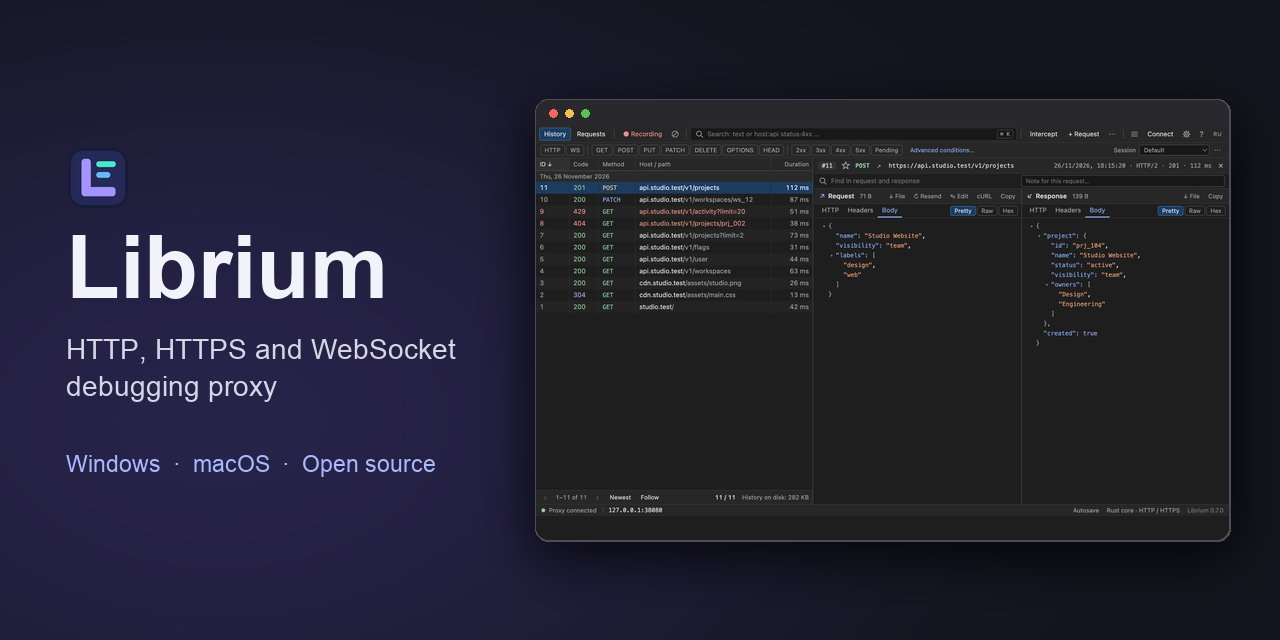 Librium
HTTP, HTTPS and WebSocket
debugging proxy
Windows · macOS · Open source
History Requests Recording Search: text or host:api status:4xx ... ⌘ K Intercept + Request ··· Connect ? RU
HTTP WS GET POST PUT PATCH DELETE OPTIONS HEAD 2xx 3xx 4xx 5xx Pending Advanced conditions… Session Default ···
ID ↓ Code Method Host / path Duration
Thu, 26 November 2026
11 201 POST api.studio.test/v1/projects 112 ms
10 200 PATCH api.studio.test/v1/workspaces/ws_12 87 ms
9 429 GET api.studio.test/v1/activity?limit=20 51 ms
8 404 GET api.studio.test/v1/projects/prj_002 38 ms
7 200 GET api.studio.test/v1/projects?limit=2 73 ms
6 200 GET api.studio.test/v1/flags 31 ms
5 200 GET api.studio.test/v1/user 44 ms
4 200 GET api.studio.test/v1/workspaces 63 ms
3 200 GET cdn.studio.test/assets/studio.png 26 ms
2 304 GET cdn.studio.test/assets/main.css 13 ms
1 200 GET studio.test/ 42 ms
‹ 1–11 of 11 › Newest Follow 11 / 11 History on disk: 282 KB
#11 ☆ POST ↗ https://api.studio.test/v1/projects 26/11/2026, 18:15:20 · HTTP/2 · 201 · 112 ms ×
Find in request and response Note for this request…
↗ Request 71 B ↓ File ⟳ Resend ✎ Edit cURL Copy
HTTP Headers Body Pretty Raw Hex
{
"name": "Studio Website",
"visibility": "team",
"labels": [
"design",
"web"
]
}
↙ Response 139 B ↓ File Copy
HTTP Headers Body Pretty Raw Hex
{
"project": {
"id": "prj_104",
"name": "Studio Website",
"status": "active",
"visibility": "team",
"owners": [
"Design",
"Engineering"
]
},
"created": true
}
Proxy connected 127.0.0.1:38080 Autosave Rust core · HTTP / HTTPS Librium 0.7.0